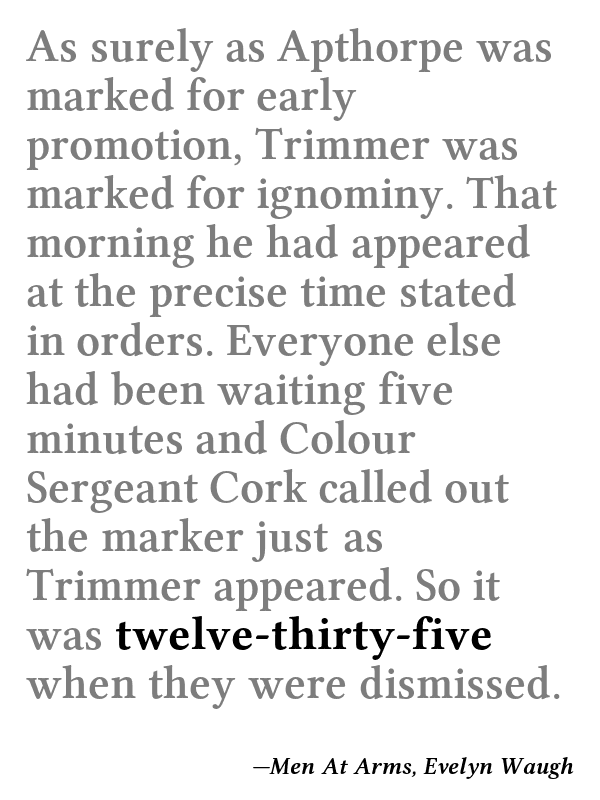 As surely as Apthorpe was
marked for early
promotion, Trimmer was
marked for ignominy. That
morning he had appeared
at the precise time stated
in orders. Everyone else
had been waiting five
minutes and Colour
Sergeant Cork called out
the marker just as
Trimmer appeared. So it
was twelve-thirty-five
when they were dismissed.
—Men At Arms, Evelyn Waugh